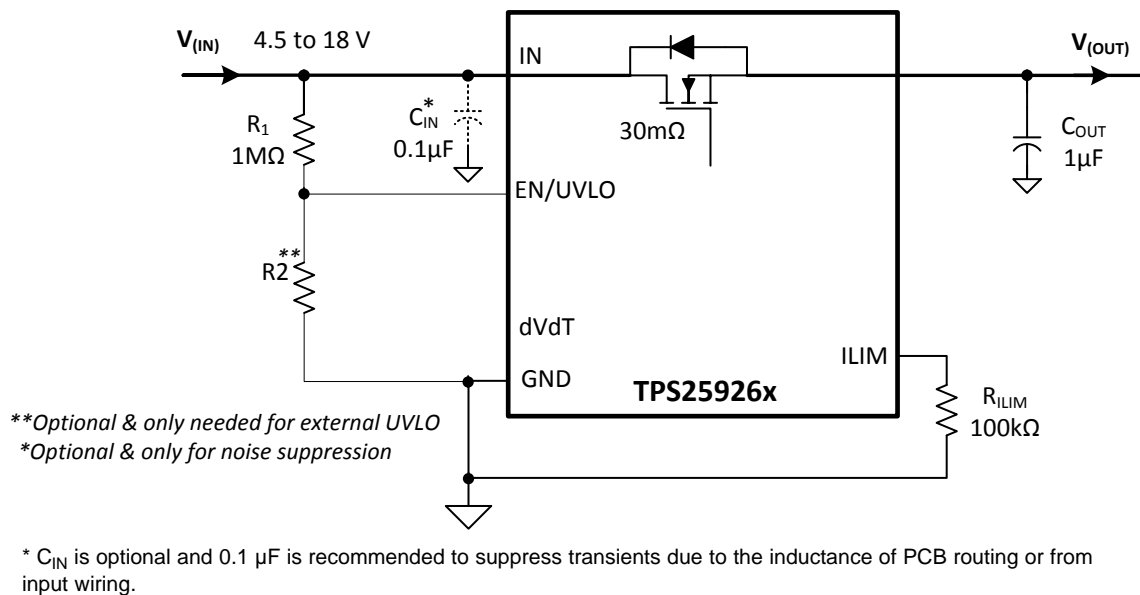 V(IN)
4.5 to 18 V
IN
V(OUT)
R1
1MΩ
CIN*
0.1µF
30mΩ
COUT
1µF
EN/UVLO
R2**
dVdT
ILIM
GND
TPS25926x
RILIM
100kΩ
**Optional & only needed for external UVLO
*Optional & only for noise suppression
* CIN is optional and 0.1 µF is recommended to suppress transients due to the inductance of PCB routing or from
input wiring.